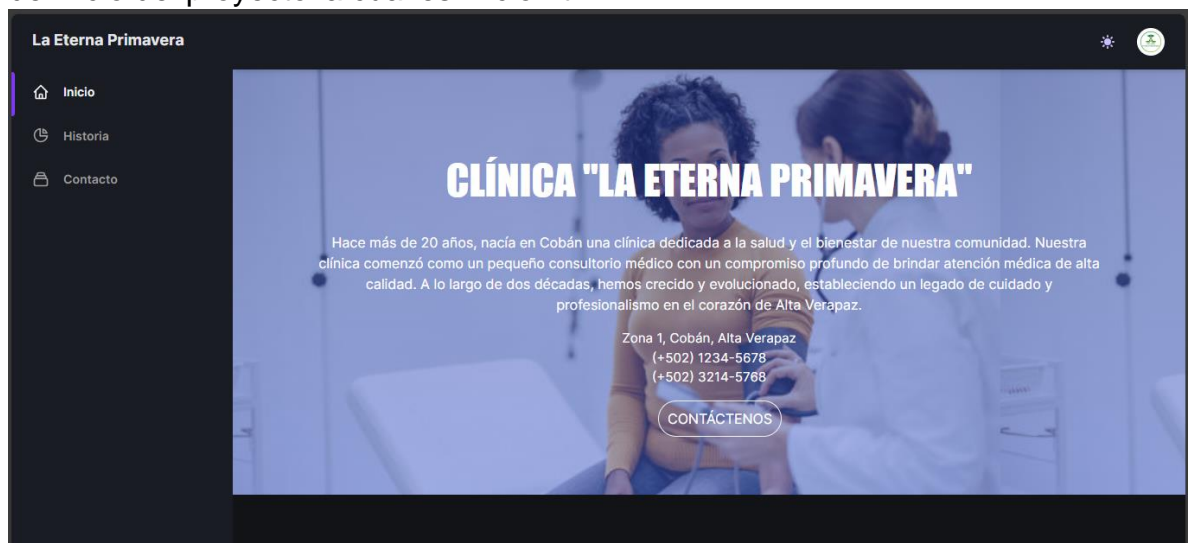 La Eterna Primavera
Inicio
Historia
Contacto
CLÍNICA "LA ETERNA PRIMAVERA"
Hace más de 20 años, nacía en Cobán una clínica dedicada a la salud y el bienestar de nuestra comunidad. Nuestra
clínica comenzó como un pequeño consultorio médico con un compromiso profundo de brindar atención médica de alta
calidad. A lo largo de dos décadas, hemos crecido y evolucionado, estableciendo un legado de cuidado y
profesionalismo en el corazón de Alta Verapaz.
Zona 1, Cobán, Alta Verapaz
(+502) 1234-5678
(+502) 3214-5768
CONTÁCTENOS